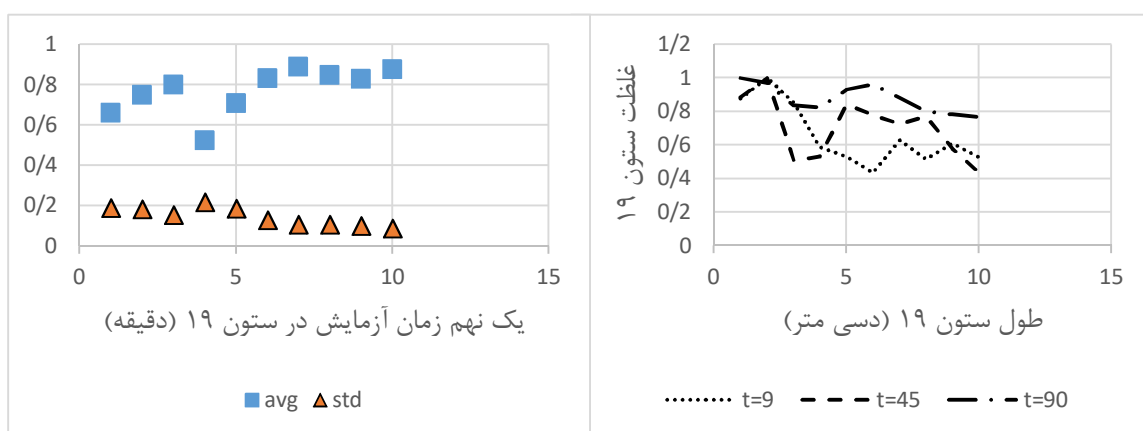 1
0/8
0/6
0/4
0/2
0
0 5 10 15
یک نهم زمان آزمایش در ستون ۱۹ (دقیقه)
avg std
1/2
1
0/8
0/6
0/4
0/2
0
غلظت ستون ۱۹
0 5 10 15
طول ستون ۱۹ (دسی متر)
t=9 t=45 t=90